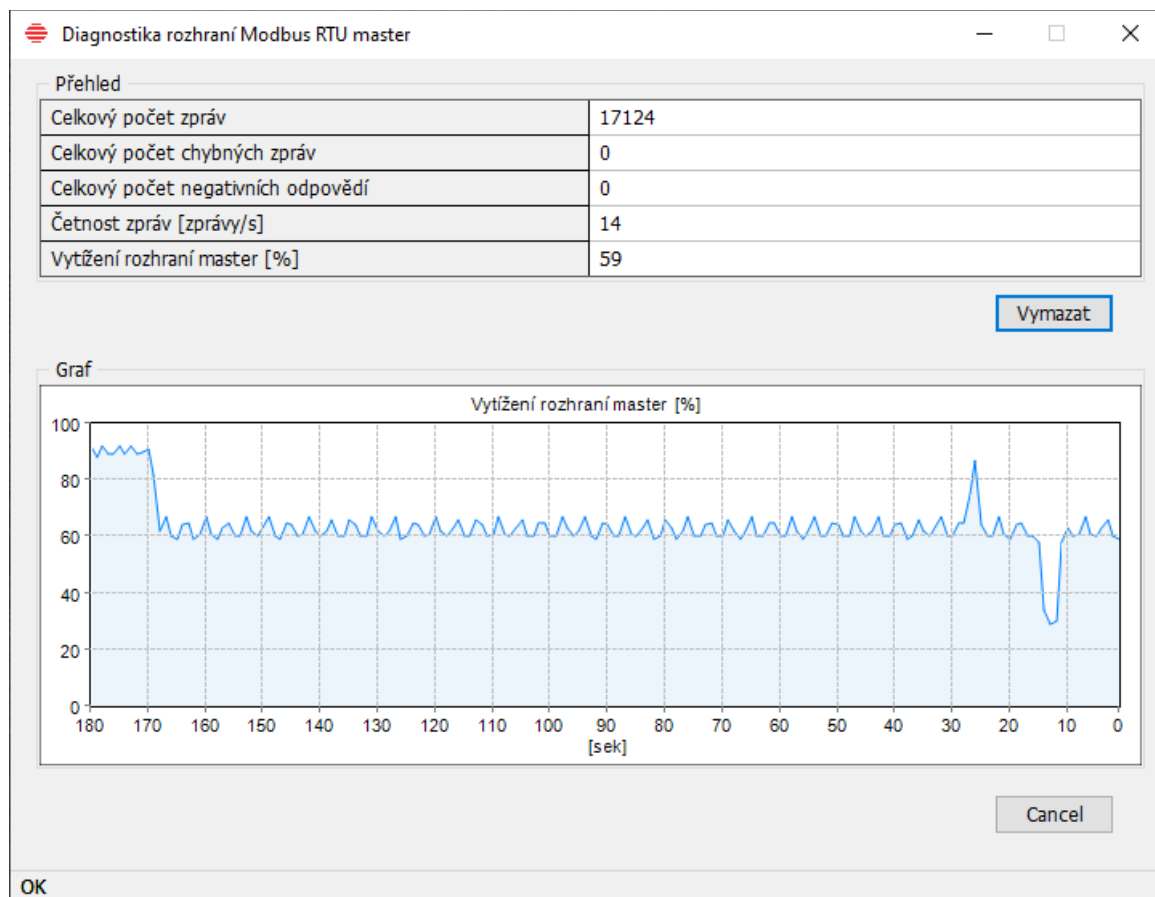 Diagnostika rozhraní Modbus RTU master
Přehled
Celkový počet zpráv 17124
Celkový počet chybných zpráv 0
Celkový počet negativních odpovědí 0
Četnost zpráv [zprávy/s] 14
Vytížení rozhraní master [%] 59
Vymazat
Graf
Vytížení rozhraní master [%]
100
80
60
40
20
0
180 170 160 150 140 130 120 110 100 90 80 70 60 50 40 30 20 10 0
[sek]
Cancel
OK